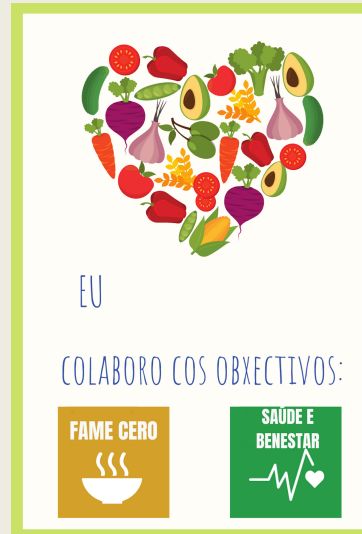 EU
COLABORO COS OBXECTIVOS:
FAME CERO
SAÚDE E
BENESTAR